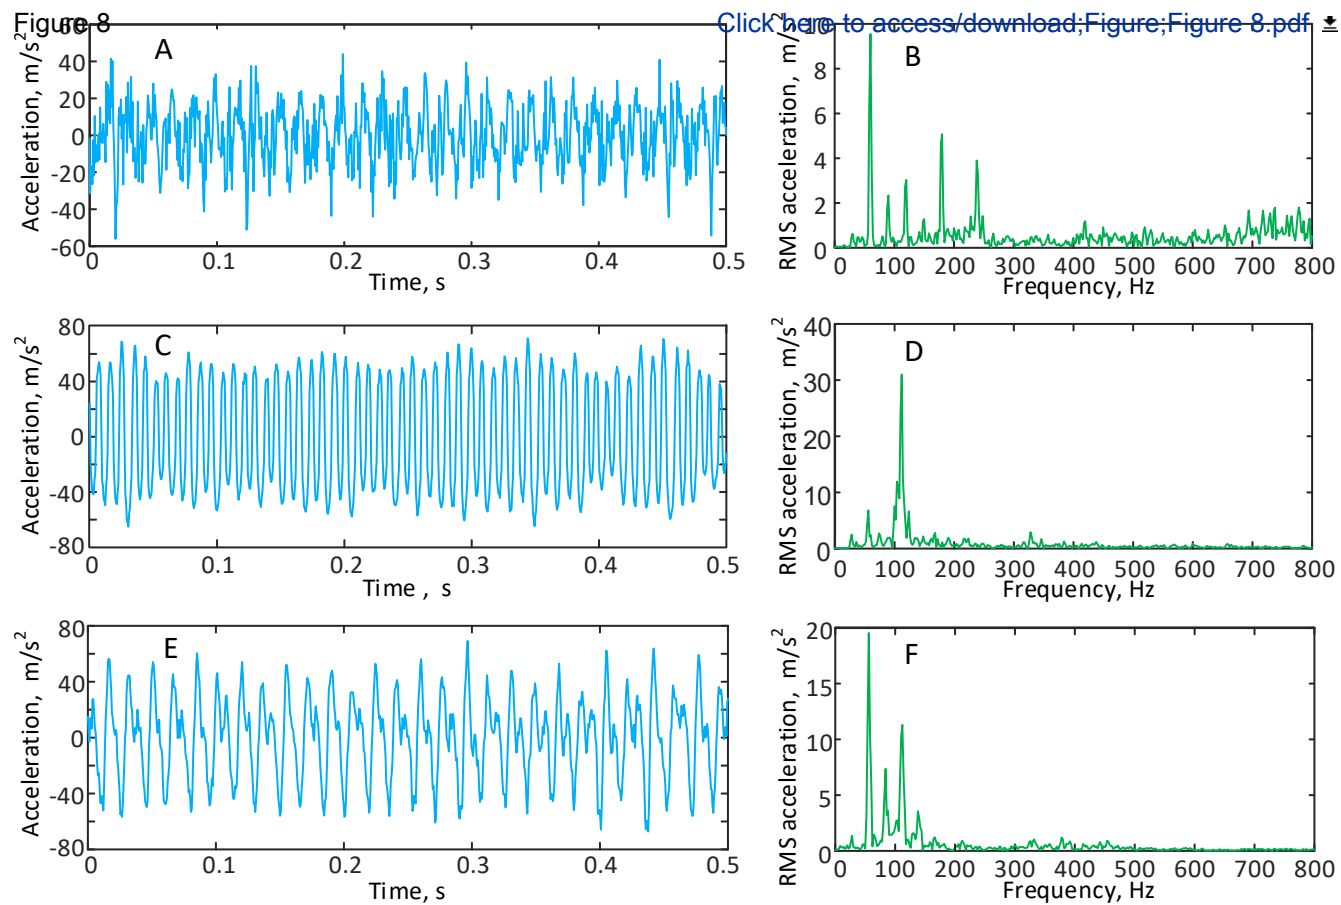 Figure 8
Click here to access/download;Figure;Figure 8.pdf
A
Acceleration, m/s²
60
40
20
0
-20
-40
-60
0 0.1 0.2 0.3 0.4 0.5
Time, s
B
RMS acceleration, m/s²
10
8
6
4
2
0
0 100 200 300 400 500 600 700 800
Frequency, Hz
C
Acceleration, m/s²
80
40
0
-40
-80
0 0.1 0.2 0.3 0.4 0.5
Time , s
D
RMS acceleration, m/s²
40
30
20
10
0
0 100 200 300 400 500 600 700 800
Frequency, Hz
E
Acceleration, m/s²
80
40
0
-40
-80
0 0.1 0.2 0.3 0.4 0.5
Time, s
F
RMS acceleration, m/s²
20
15
10
5
0
0 100 200 300 400 500 600 700 800
Frequency, Hz